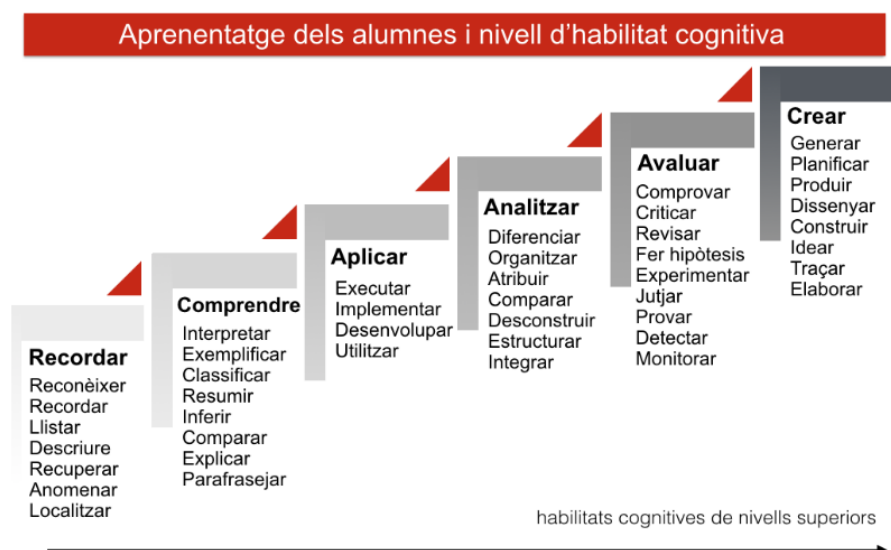 Aprenentatge dels alumnes i nivell d'habilitat cognitiva
Recordar
Reconèixer
Recordar
Llistar
Descriure
Recuperar
Anomenar
Localitzar
Comprendre
Interpretar
Exemplificar
Classificar
Resumir
Inferir
Comparar
Explicar
Parafrasejar
Aplicar
Executar
Implementar
Desenvolupar
Utilitzar
Analitzar
Diferenciar
Organitzar
Atribuir
Comparar
Desconstruir
Estructurar
Integrar
Avaluar
Comprovar
Criticar
Revisar
Fer hipòtesis
Experimentar
Jutjar
Provar
Detectar
Monitorar
Crear
Generar
Planificar
Produir
Dissenyar
Construir
Idear
Traçar
Elaborar
habilitats cognitives de nivells superiors